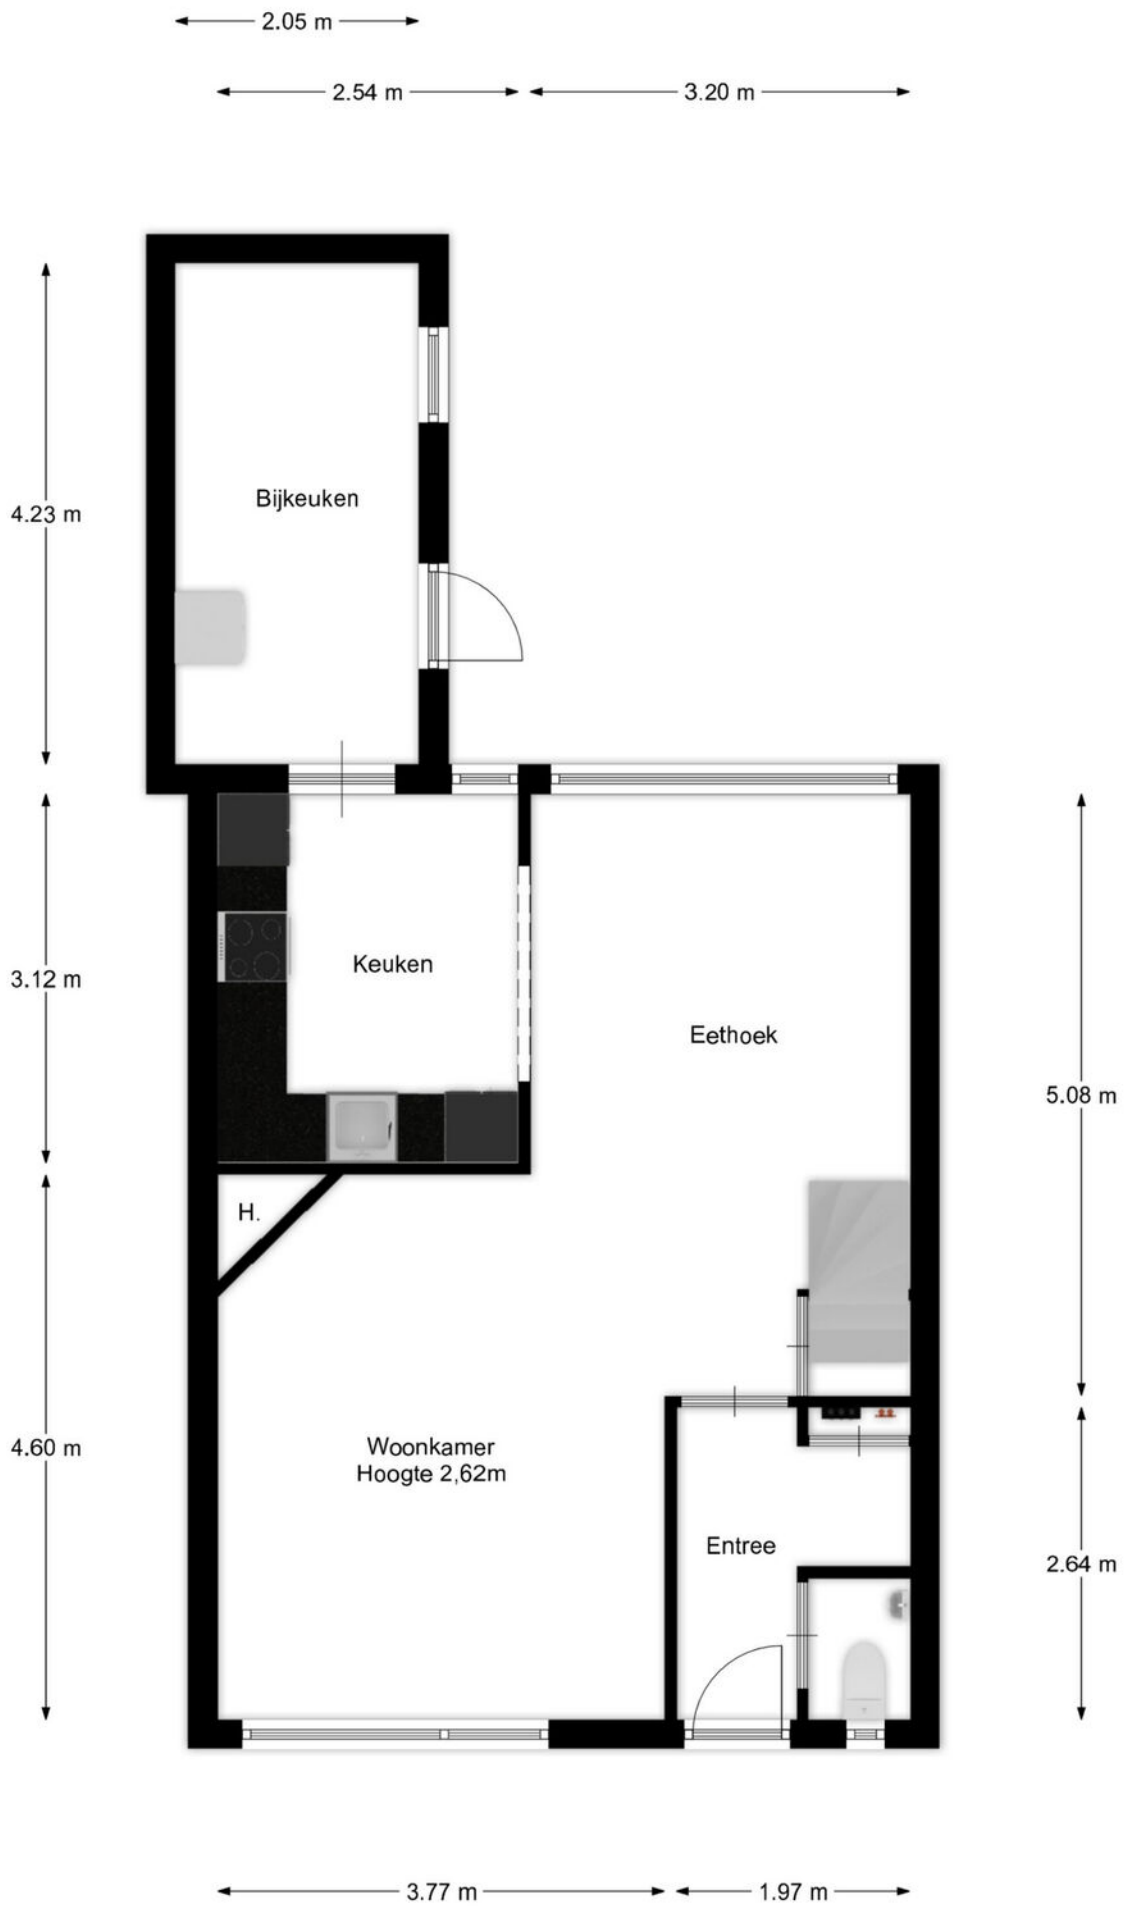 2.05 m
2.54 m
3.20 m
Bijkeuken
4.23 m
Keuken
3.12 m
Eethoek
5.08 m
H.
Woonkamer
Hoogte 2,62m
4.60 m
Entree
2.64 m
3.77 m
1.97 m